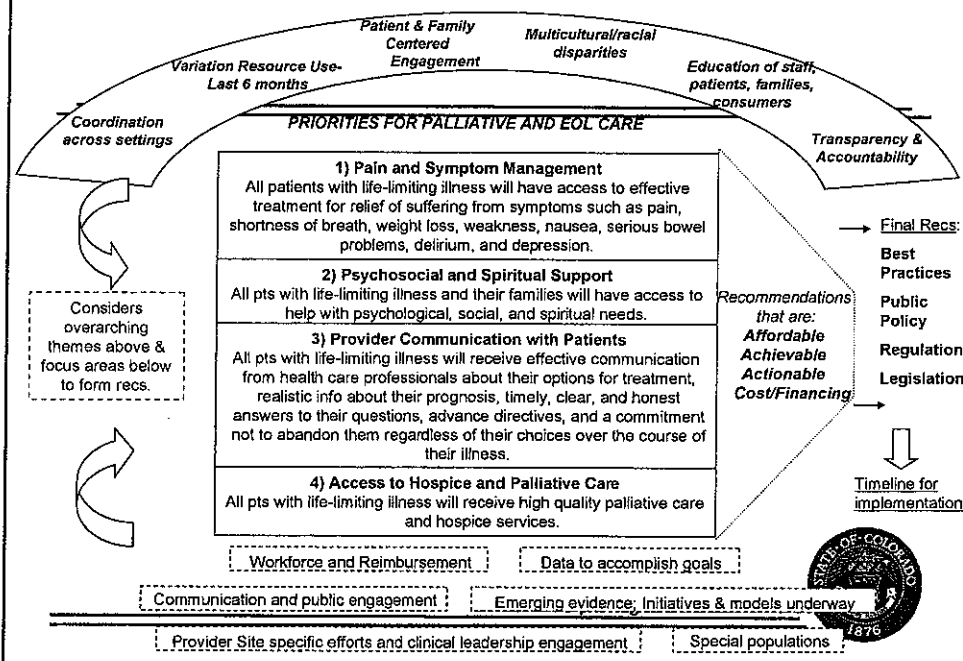 Patient & Family
Centered
Engagement
Multicultural/racial
disparities
Variation Resource Use-
Last 6 months
Education of staff,
patients, families,
consumers
Coordination
across settings
Transparency &
Accountability
PRIORITIES FOR PALLIATIVE AND EOL CARE
1) Pain and Symptom Management
All patients with life-limiting illness will have access to effective
treatment for relief of suffering from symptoms such as pain,
shortness of breath, weight loss, weakness, nausea, serious bowel
problems, delirium, and depression.
2) Psychosocial and Spiritual Support
All pts with life-limiting illness and their families will have access to
help with psychological, social, and spiritual needs.
3) Provider Communication with Patients
All pts with life-limiting illness will receive effective communication
from health care professionals about their options for treatment,
realistic info about their prognosis, timely, clear, and honest
answers to their questions, advance directives, and a commitment
not to abandon them regardless of their choices over the course of
their illness.
4) Access to Hospice and Palliative Care
All pts with life-limiting illness will receive high quality palliative care
and hospice services.
Considers
overarching
themes above &
focus areas below
to form recs.
Recommendations
that are:
Affordable
Achievable
Actionable
Cost/Financing
Final Recs:
Best
Practices
Public
Policy
Regulation
Legislation
Timeline for
implementation
Workforce and Reimbursement
Data to accomplish goals
Communication and public engagement
Emerging evidence; Initiatives & models underway
Provider Site specific efforts and clinical leadership engagement
Special populations
STATE OF COLORADO
1876